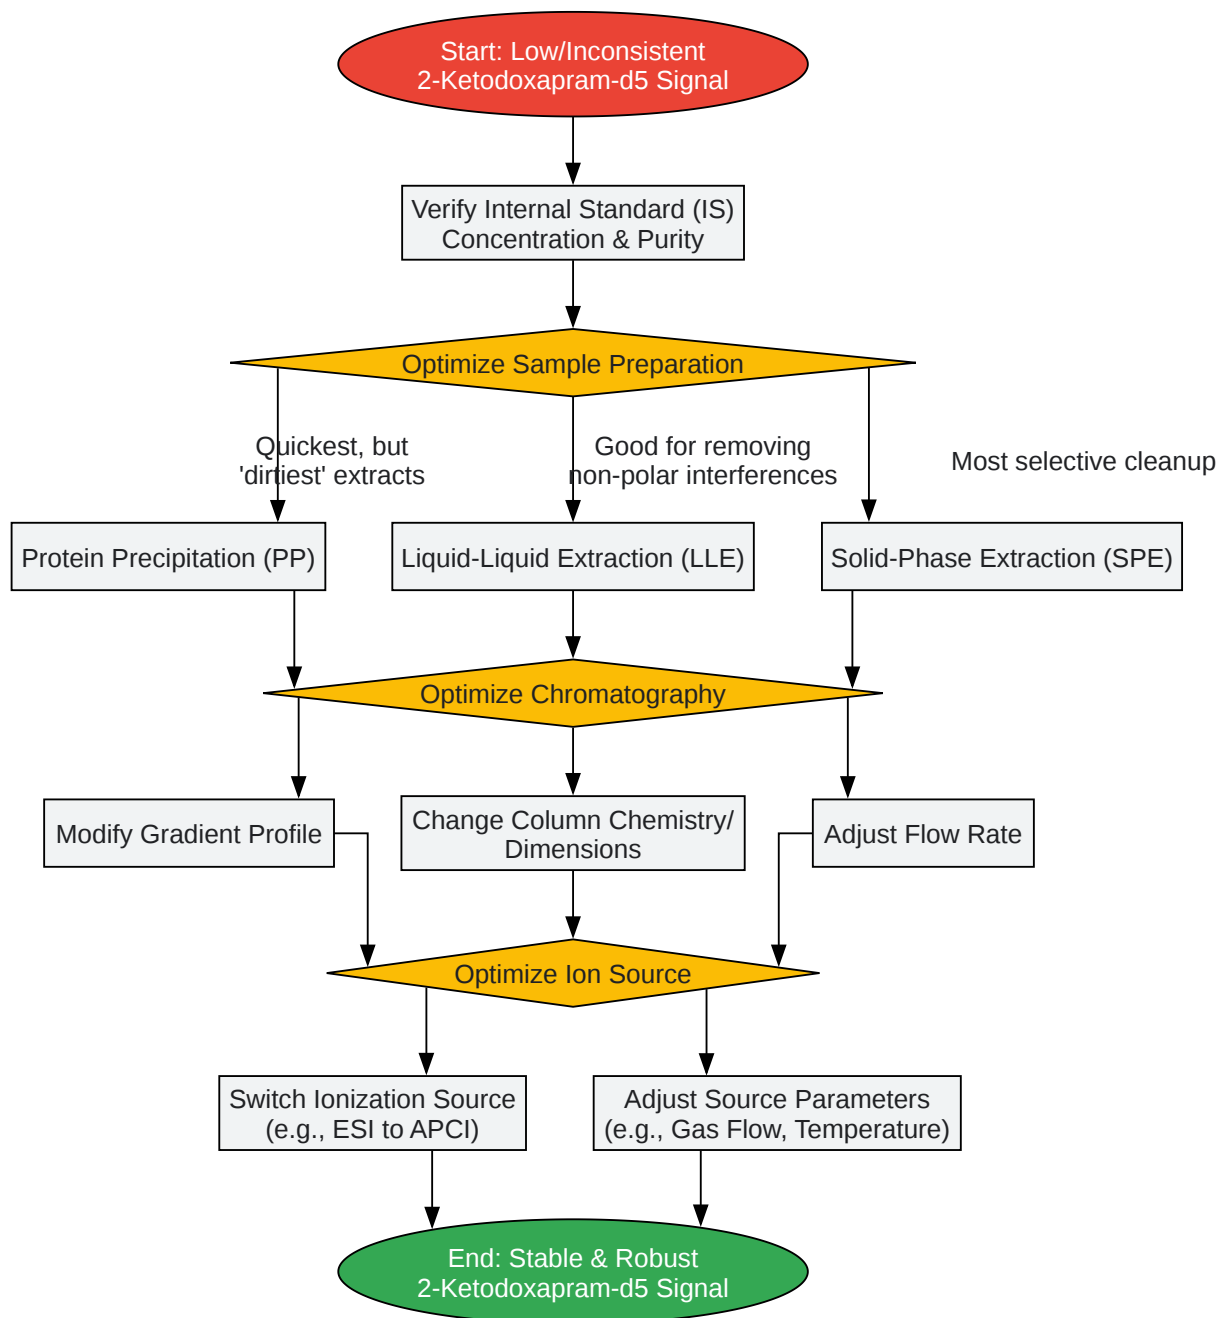 Start: Low/Inconsistent
2-Ketodoxapram-d5 Signal
Verify Internal Standard (IS)
Concentration & Purity
Optimize Sample Preparation
Quickest, but
'dirtiest' extracts
Good for removing
non-polar interferences
Most selective cleanup
Protein Precipitation (PP)
Liquid-Liquid Extraction (LLE)
Solid-Phase Extraction (SPE)
Optimize Chromatography
Modify Gradient Profile
Change Column Chemistry/
Dimensions
Adjust Flow Rate
Optimize Ion Source
Switch Ionization Source
(e.g., ESI to APCI)
Adjust Source Parameters
(e.g., Gas Flow, Temperature)
End: Stable & Robust
2-Ketodoxapram-d5 Signal